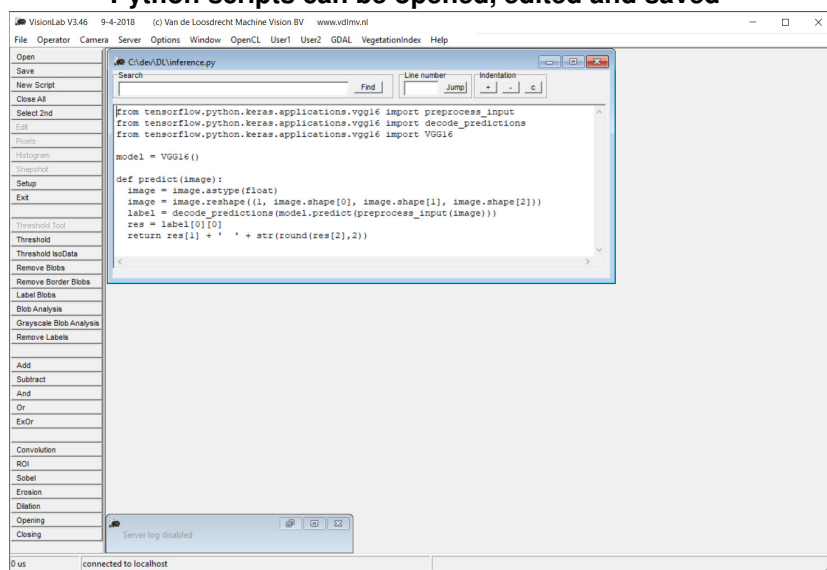 Python scripts can be opened, edited and saved
VisionLab V3.46 9-4-2018 (c) Van de Loosdrecht Machine Vision BV www.vdlmv.nl
File Operator Camera Server Options Window OpenCL User1 User2 GDAL VegetationIndex Help
Open
Save
New Script
Close All
Select 2nd
Edit
Pixels
Histogram
Snapshot
Setup
Exit
Threshold Tool
Threshold
Threshold IsoData
Remove Blobs
Remove Border Blobs
Label Blobs
Blob Analysis
Grayscale Blob Analysis
Remove Labels
Add
Subtract
And
Or
ExOr
Convolution
ROI
Sobel
Erosion
Dilation
Opening
Closing
C:\dev\DL\inference.py
Search
Find
Line number
Jump
Indentation
+ - c
from tensorflow.python.keras.applications.vgg16 import preprocess_input
from tensorflow.python.keras.applications.vgg16 import decode_predictions
from tensorflow.python.keras.applications.vgg16 import VGG16
model = VGG16()
def predict(image):
  image = image.astype(float)
  image = image.reshape((1, image.shape[0], image.shape[1], image.shape[2]))
  label = decode_predictions(model.predict(preprocess_input(image)))
  res = label[0][0]
  return res[1] + '  ' + str(round(res[2],2))
Server log disabled
0 us connected to localhost